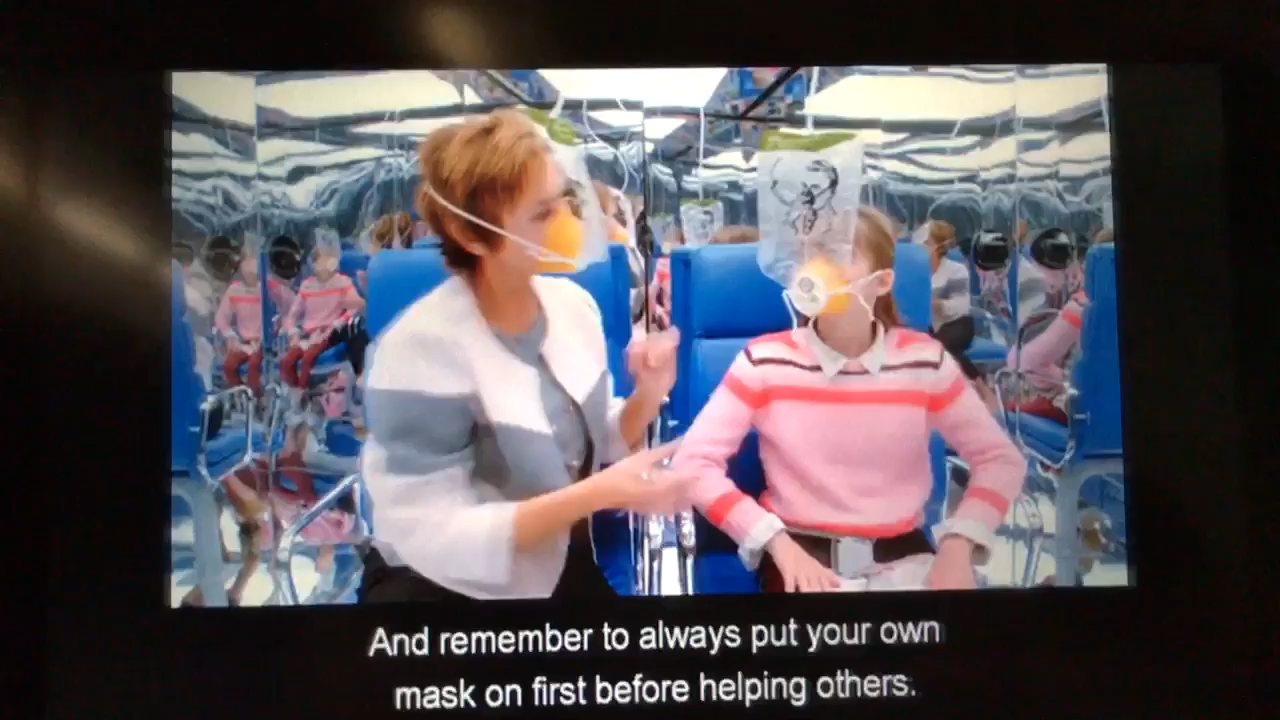 And remember to always put your own
mask on first before helping others.